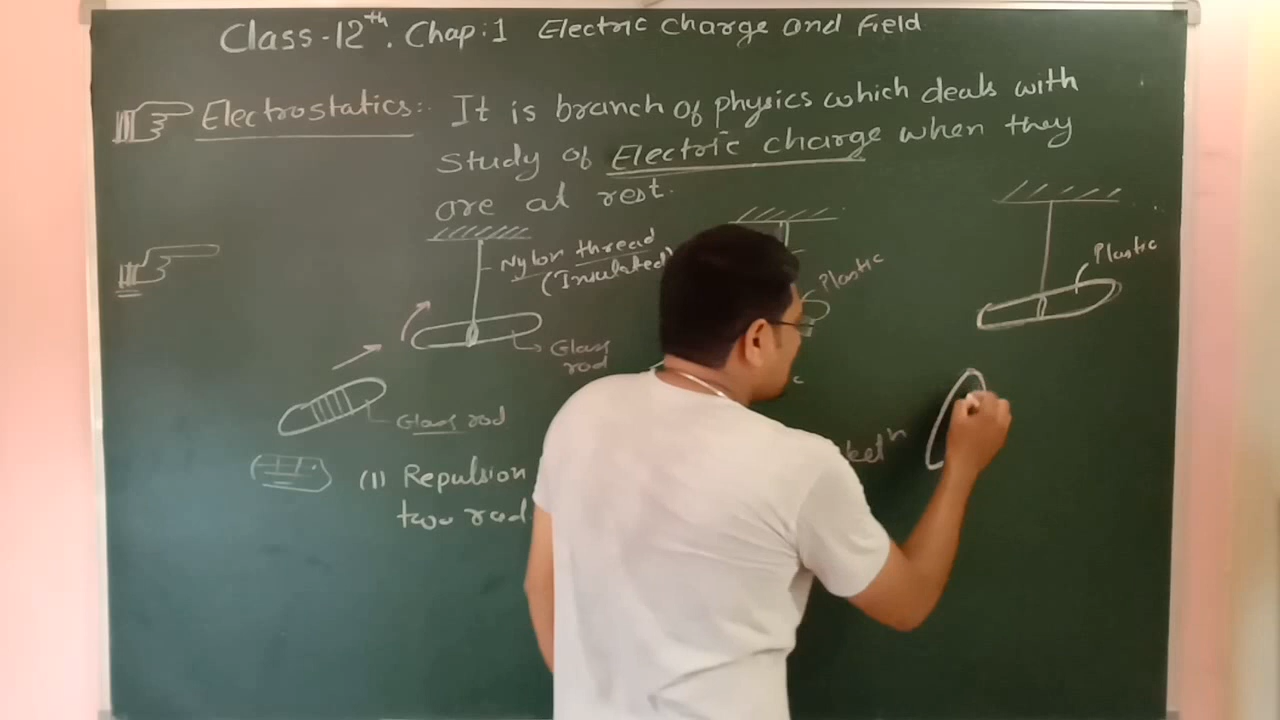 Class-12th. Chap:1 Electric Charge and Field
Electrostatics:. It is branch of physics which deals with
Study of Electric charge when they
are at rest.
Nylon thread
(Insulated)
Plastic
Plastic
Glass
rod
Glass rod
(1) Repulsion
two rod